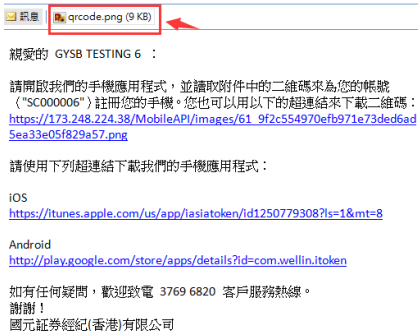 訊息 qrcode.png (9 KB)
親愛的 GYSB TESTING 6 ：
請開啟我們的手機應用程式，並讀取附件中的二維碼來為您的帳號
（"SC000006"）註冊您的手機。您也可以用以下的超連結來下載二維碼：
https://173.248.224.38/MobileAPI/images/61_9f2c554970efb971e73ded6ad
5ea33e05f829a57.png
請使用下列超連結下載我們的手機應用程式：
iOS
https://itunes.apple.com/us/app/iasiatoken/id1250779308?ls=1&mt=8
Android
http://play.google.com/store/apps/details?id=com.wellin.itoken
如有任何疑問，歡迎致電 3769 6820 客戶服務熱線。
謝謝！
國元証券經紀(香港)有限公司